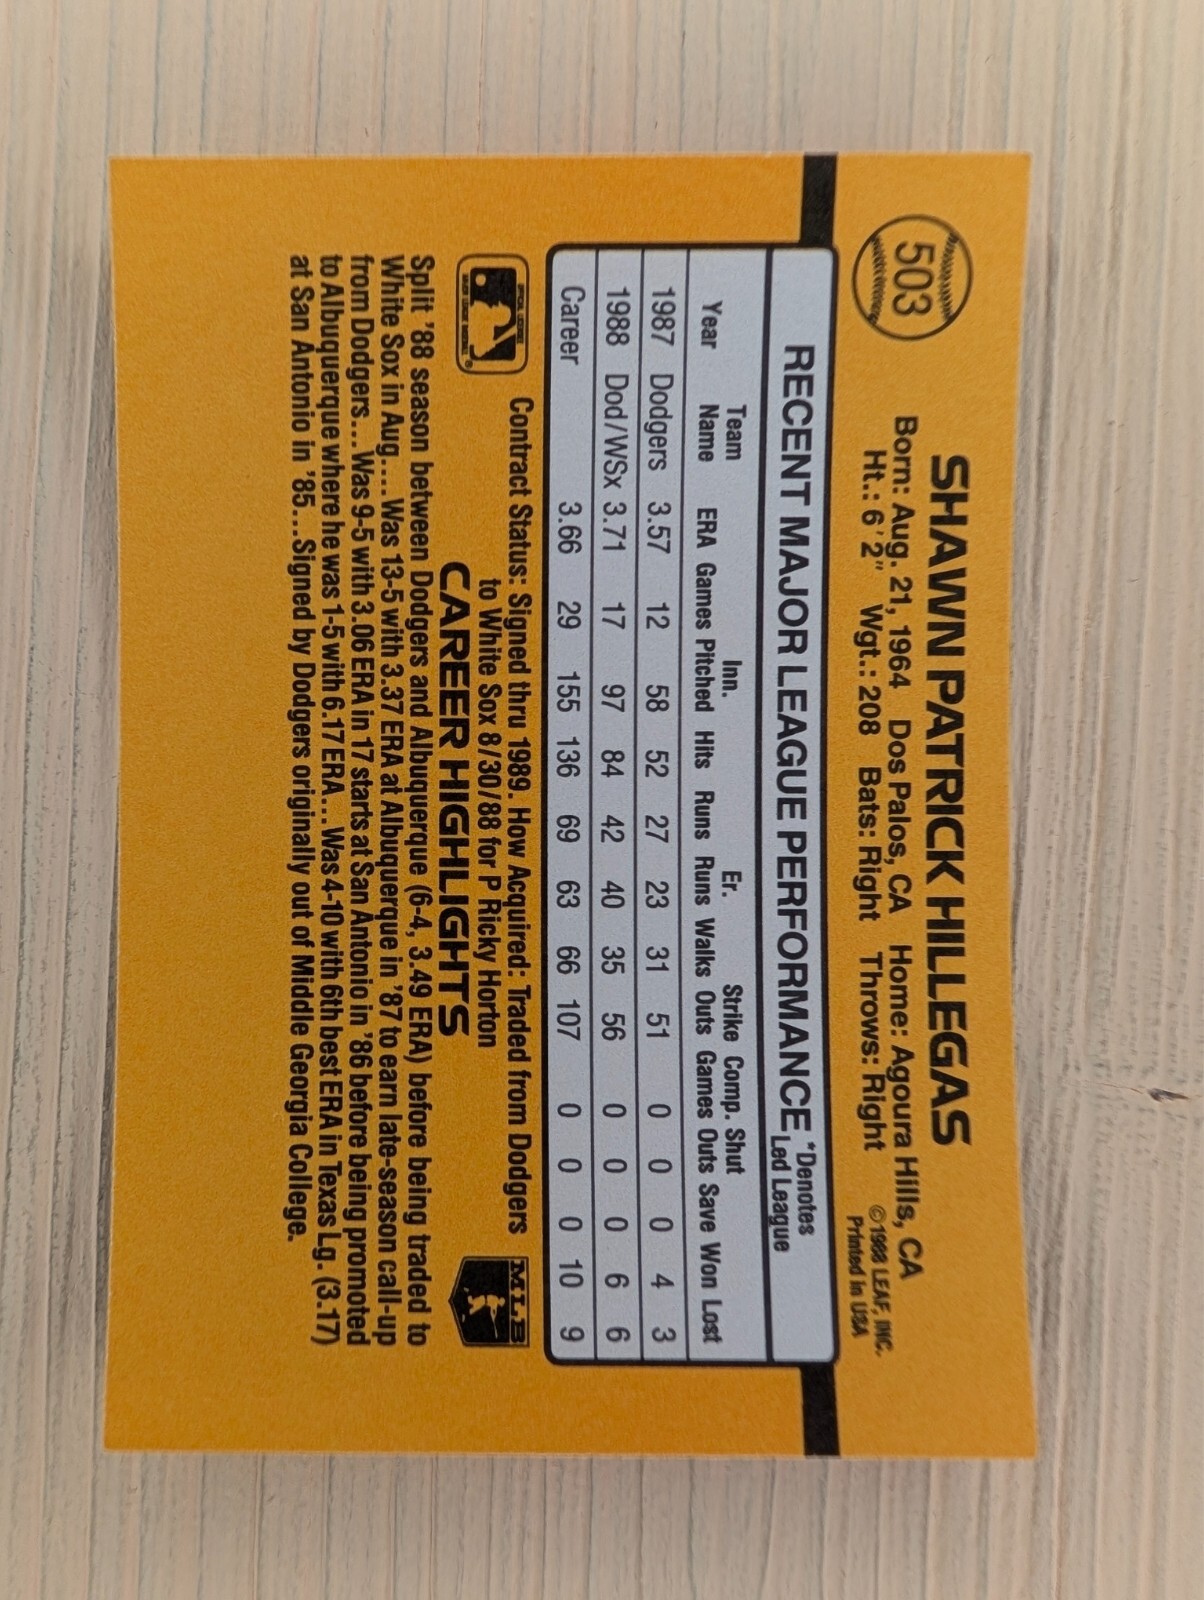 503
SHAWN PATRICK HILLEGAS
Born: Aug. 21, 1964 Dos Palos, CA Home: Agoura Hills, CA
Ht.: 6'2" Wgt.: 208 Bats: Right Throws: Right
©1988 LEAF, INC.
Printed in USA
RECENT MAJOR LEAGUE PERFORMANCE *Denotes Led League
Year Team Name ERA Games Inn. Pitched Hits Runs Er. Runs Walks Strike Outs Comp. Games Shut Outs Save Won Lost
1987 Dodgers 3.57 12 58 52 27 23 31 51 0 0 0 4 3
1988 Dod/WSx 3.71 17 97 84 42 40 35 56 0 0 0 6 6
Career 3.66 29 155 136 69 63 66 107 0 0 0 10 9
Contract Status: Signed thru 1989. How Acquired: Traded from Dodgers
to White Sox 8/30/88 for P Ricky Horton
MLB
CAREER HIGHLIGHTS
Split '88 season between Dodgers and Albuquerque (6-4, 3.49 ERA) before being traded to
White Sox in Aug....Was 13-5 with 3.37 ERA at Albuquerque in '87 to earn late-season call-up
from Dodgers...Was 9-5 with 3.06 ERA in 17 starts at San Antonio in '86 before being promoted
to Albuquerque where he was 1-5 with 6.17 ERA... Was 4-10 with 6th best ERA in Texas Lg. (3.17)
at San Antonio in '85...Signed by Dodgers originally out of Middle Georgia College.